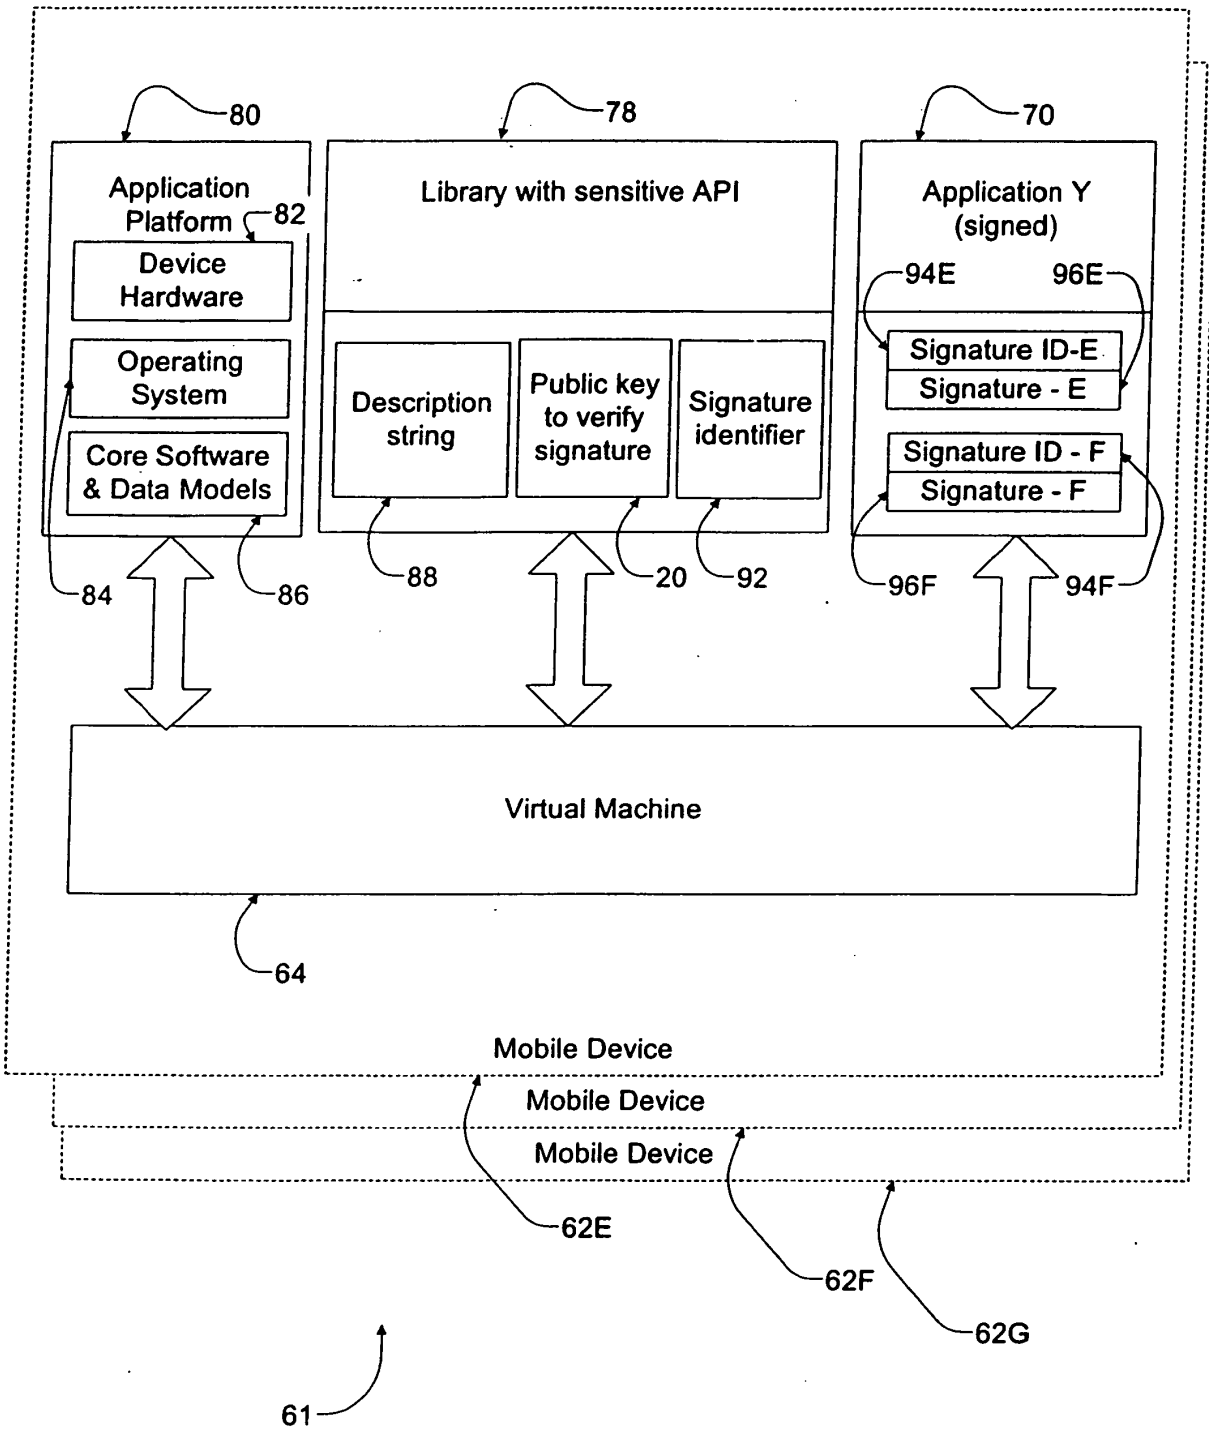 80
78
70
Application
Platform
82
Device
Hardware
Operating
System
Core Software
& Data Models
84
86
Library with sensitive API
Description
string
Public key
to verify
signature
Signature
identifier
88
20
92
Application Y
(signed)
94E
96E
Signature ID-E
Signature - E
Signature ID - F
Signature - F
96F
94F
Virtual Machine
64
Mobile Device
Mobile Device
Mobile Device
62E
62F
62G
61